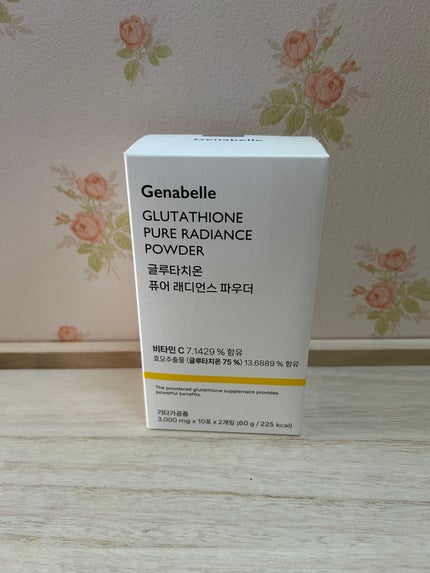 Genabelle
Genabelle
GLUTATHIONE
PURE RADIANCE
POWDER
글루타치온
퓨어 래디언스 파우더
비타민 C 7.1429 % 함유
효모추출물 (글루타치온 75 %) 13.6889 % 함유
The powdered glutathione supplement provides
powerful benefits.
기타가공품
3,000 mg x 10포 x 2개입 (60 g / 225 kcal)